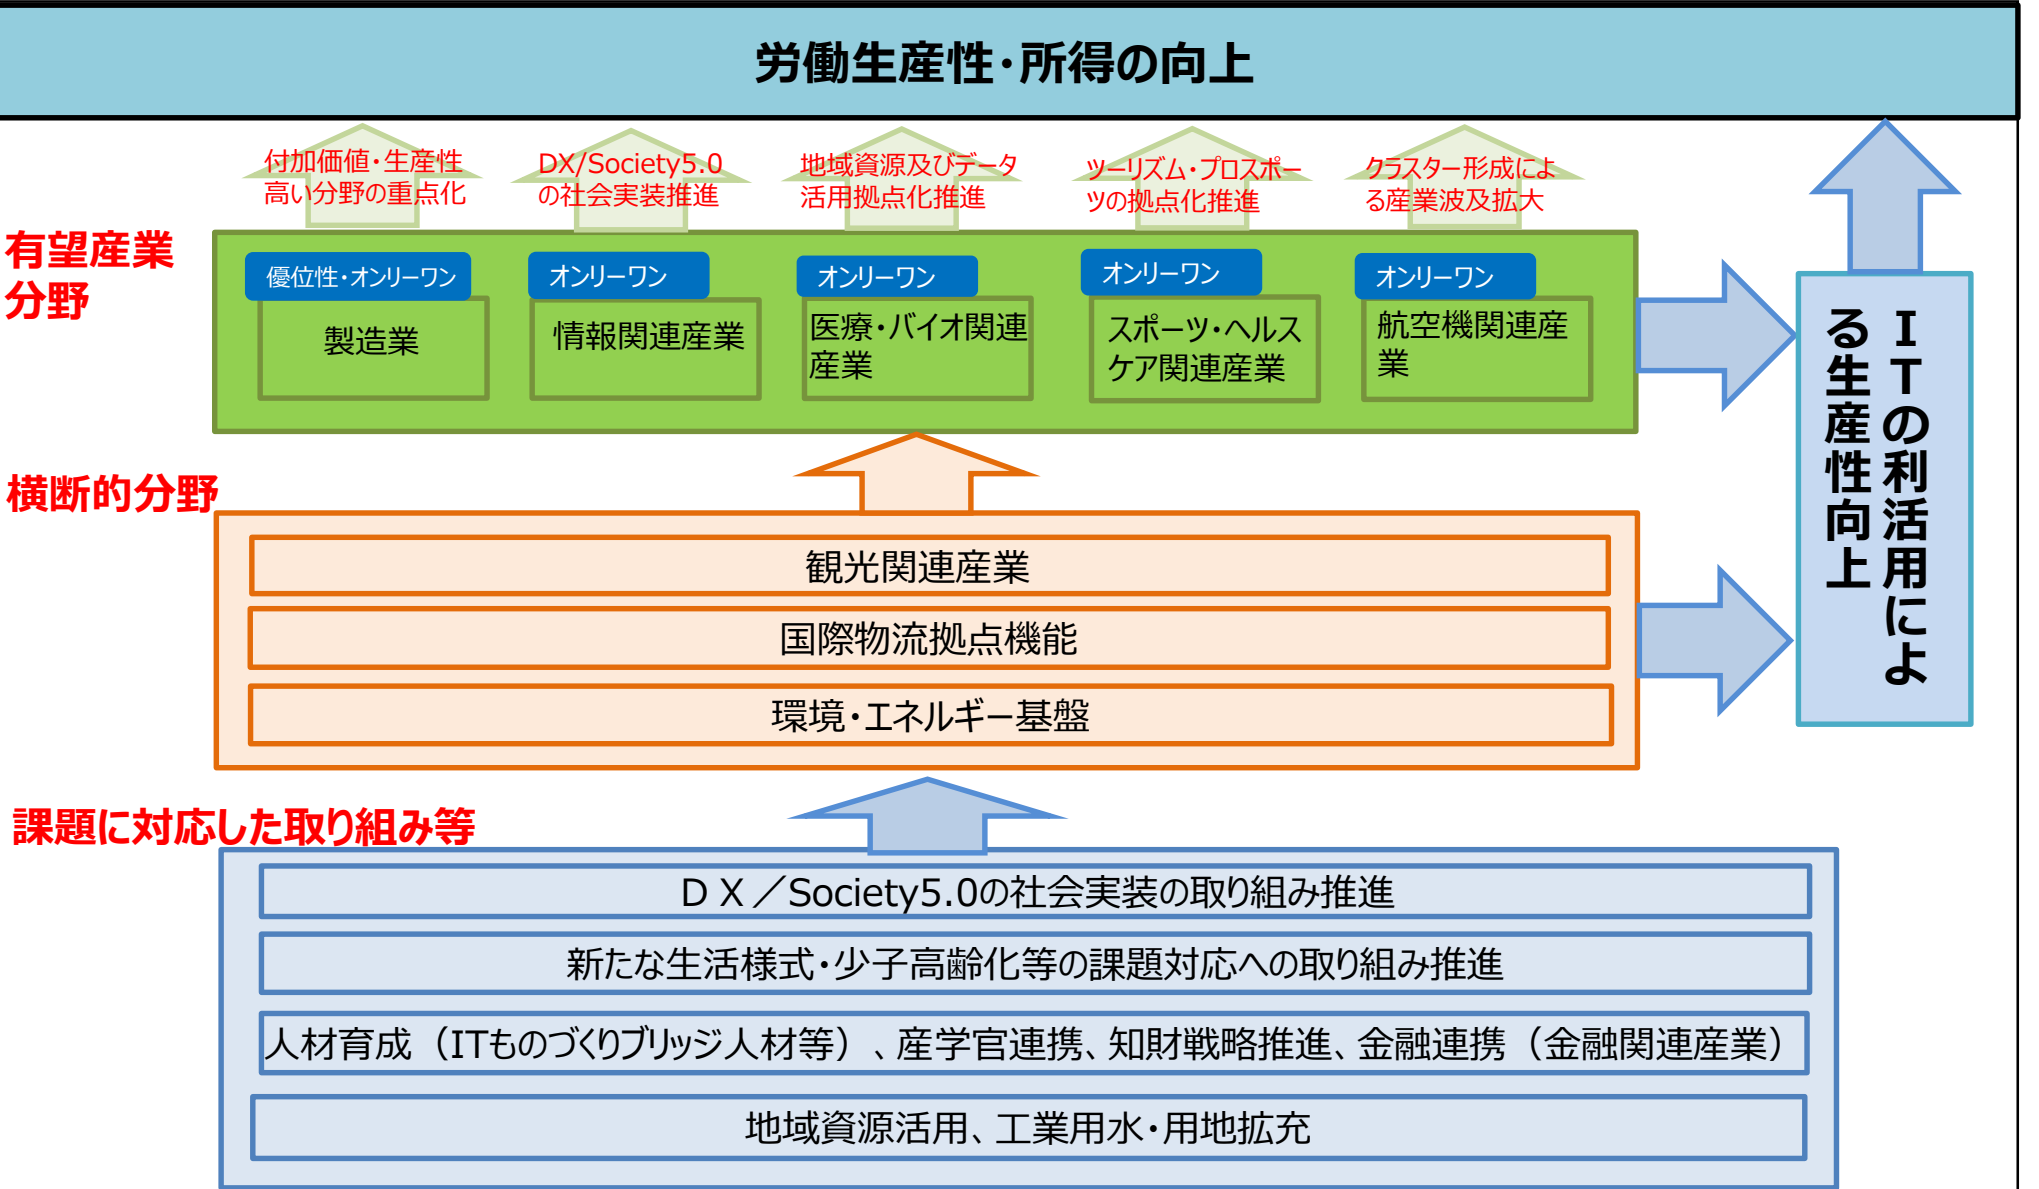 労働生産性・所得の向上
付加価値・生産性
高い分野の重点化
DX/Society5.0
の社会実装推進
地域資源及びデータ
活用拠点化推進
ツーリズム・プロスポー
ツの拠点化推進
クラスター形成によ
る産業波及拡大
有望産業
分野
優位性・オンリーワン
製造業
オンリーワン
情報関連産業
オンリーワン
医療・バイオ関連
産業
オンリーワン
スポーツ・ヘルス
ケア関連産業
オンリーワン
航空機関連産
業
ＩＴの利活用によ
る生産性向上
横断的分野
観光関連産業
国際物流拠点機能
環境・エネルギー基盤
課題に対応した取り組み等
ＤＸ／Society5.0の社会実装の取り組み推進
新たな生活様式・少子高齢化等の課題対応への取り組み推進
人材育成（ITものづくりブリッジ人材等）、産学官連携、知財戦略推進、金融連携（金融関連産業）
地域資源活用、工業用水・用地拡充